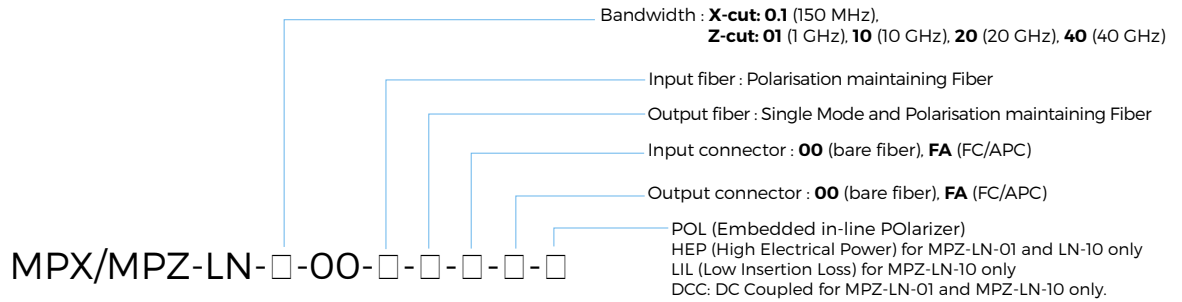 Bandwidth : X-cut: 0.1 (150 MHz),
Z-cut: 01 (1 GHz), 10 (10 GHz), 20 (20 GHz), 40 (40 GHz)
Input fiber : Polarisation maintaining Fiber
Output fiber : Single Mode and Polarisation maintaining Fiber
Input connector : 00 (bare fiber), FA (FC/APC)
Output connector : 00 (bare fiber), FA (FC/APC)
POL (Embedded in-line POlarizer)
HEP (High Electrical Power) for MPZ-LN-01 and LN-10 only
LIL (Low Insertion Loss) for MPZ-LN-10 only
DCC: DC Coupled for MPZ-LN-01 and MPZ-LN-10 only.
MPX/MPZ-LN-□-00-□-□-□-□-□